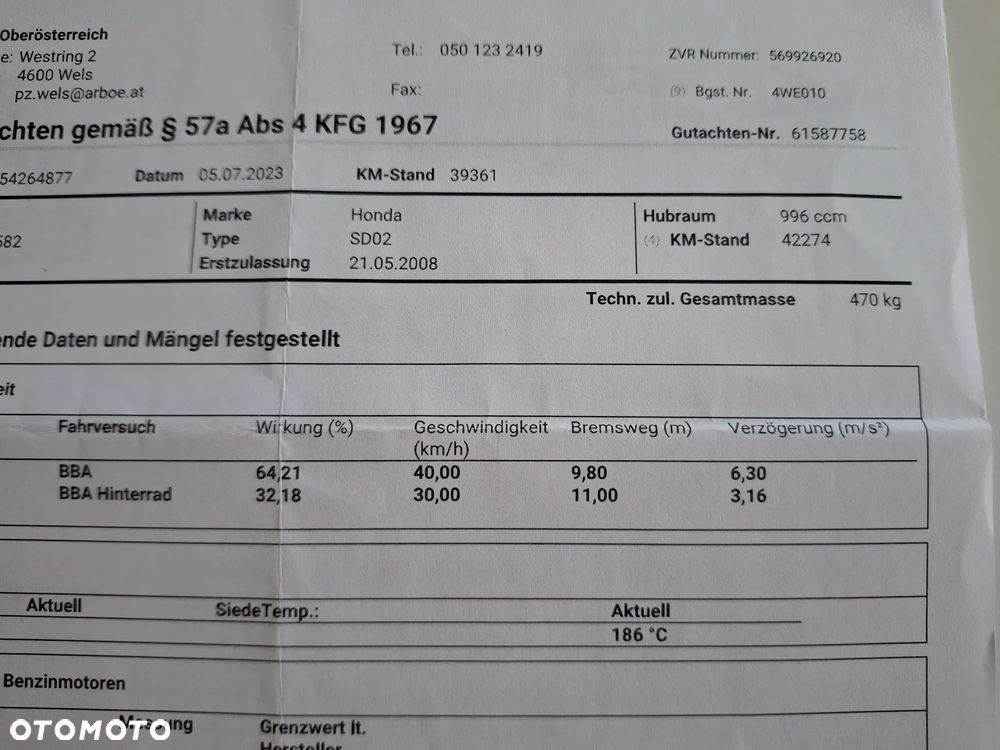 Oberösterreich
e: Westring 2
4600 Wels
pz.wels@arboe.at
Tel.: 050 123 2419
Fax:
ZVR Nummer: 569926920
(9) Bgst. Nr. 4WE010
chten gemäß § 57a Abs 4 KFG 1967
Gutachten-Nr. 61587758
54264877 Datum 05.07.2023 KM-Stand 39361
582
Marke Honda
Type SD02
Erstzulassung 21.05.2008
Hubraum 996 ccm
(4) KM-Stand 42274
Techn. zul. Gesamtmasse 470 kg
ende Daten und Mängel festgestellt
eit
Fahrversuch Wirkung (%) Geschwindigkeit Bremsweg (m) Verzögerung (m/s²)
(km/h)
BBA 64,21 40,00 9,80 6,30
BBA Hinterrad 32,18 30,00 11,00 3,16
Aktuell SiedeTemp.: Aktuell
186 °C
Benzinmotoren
Grenzwert lt.
Hersteller
OTOMOTO